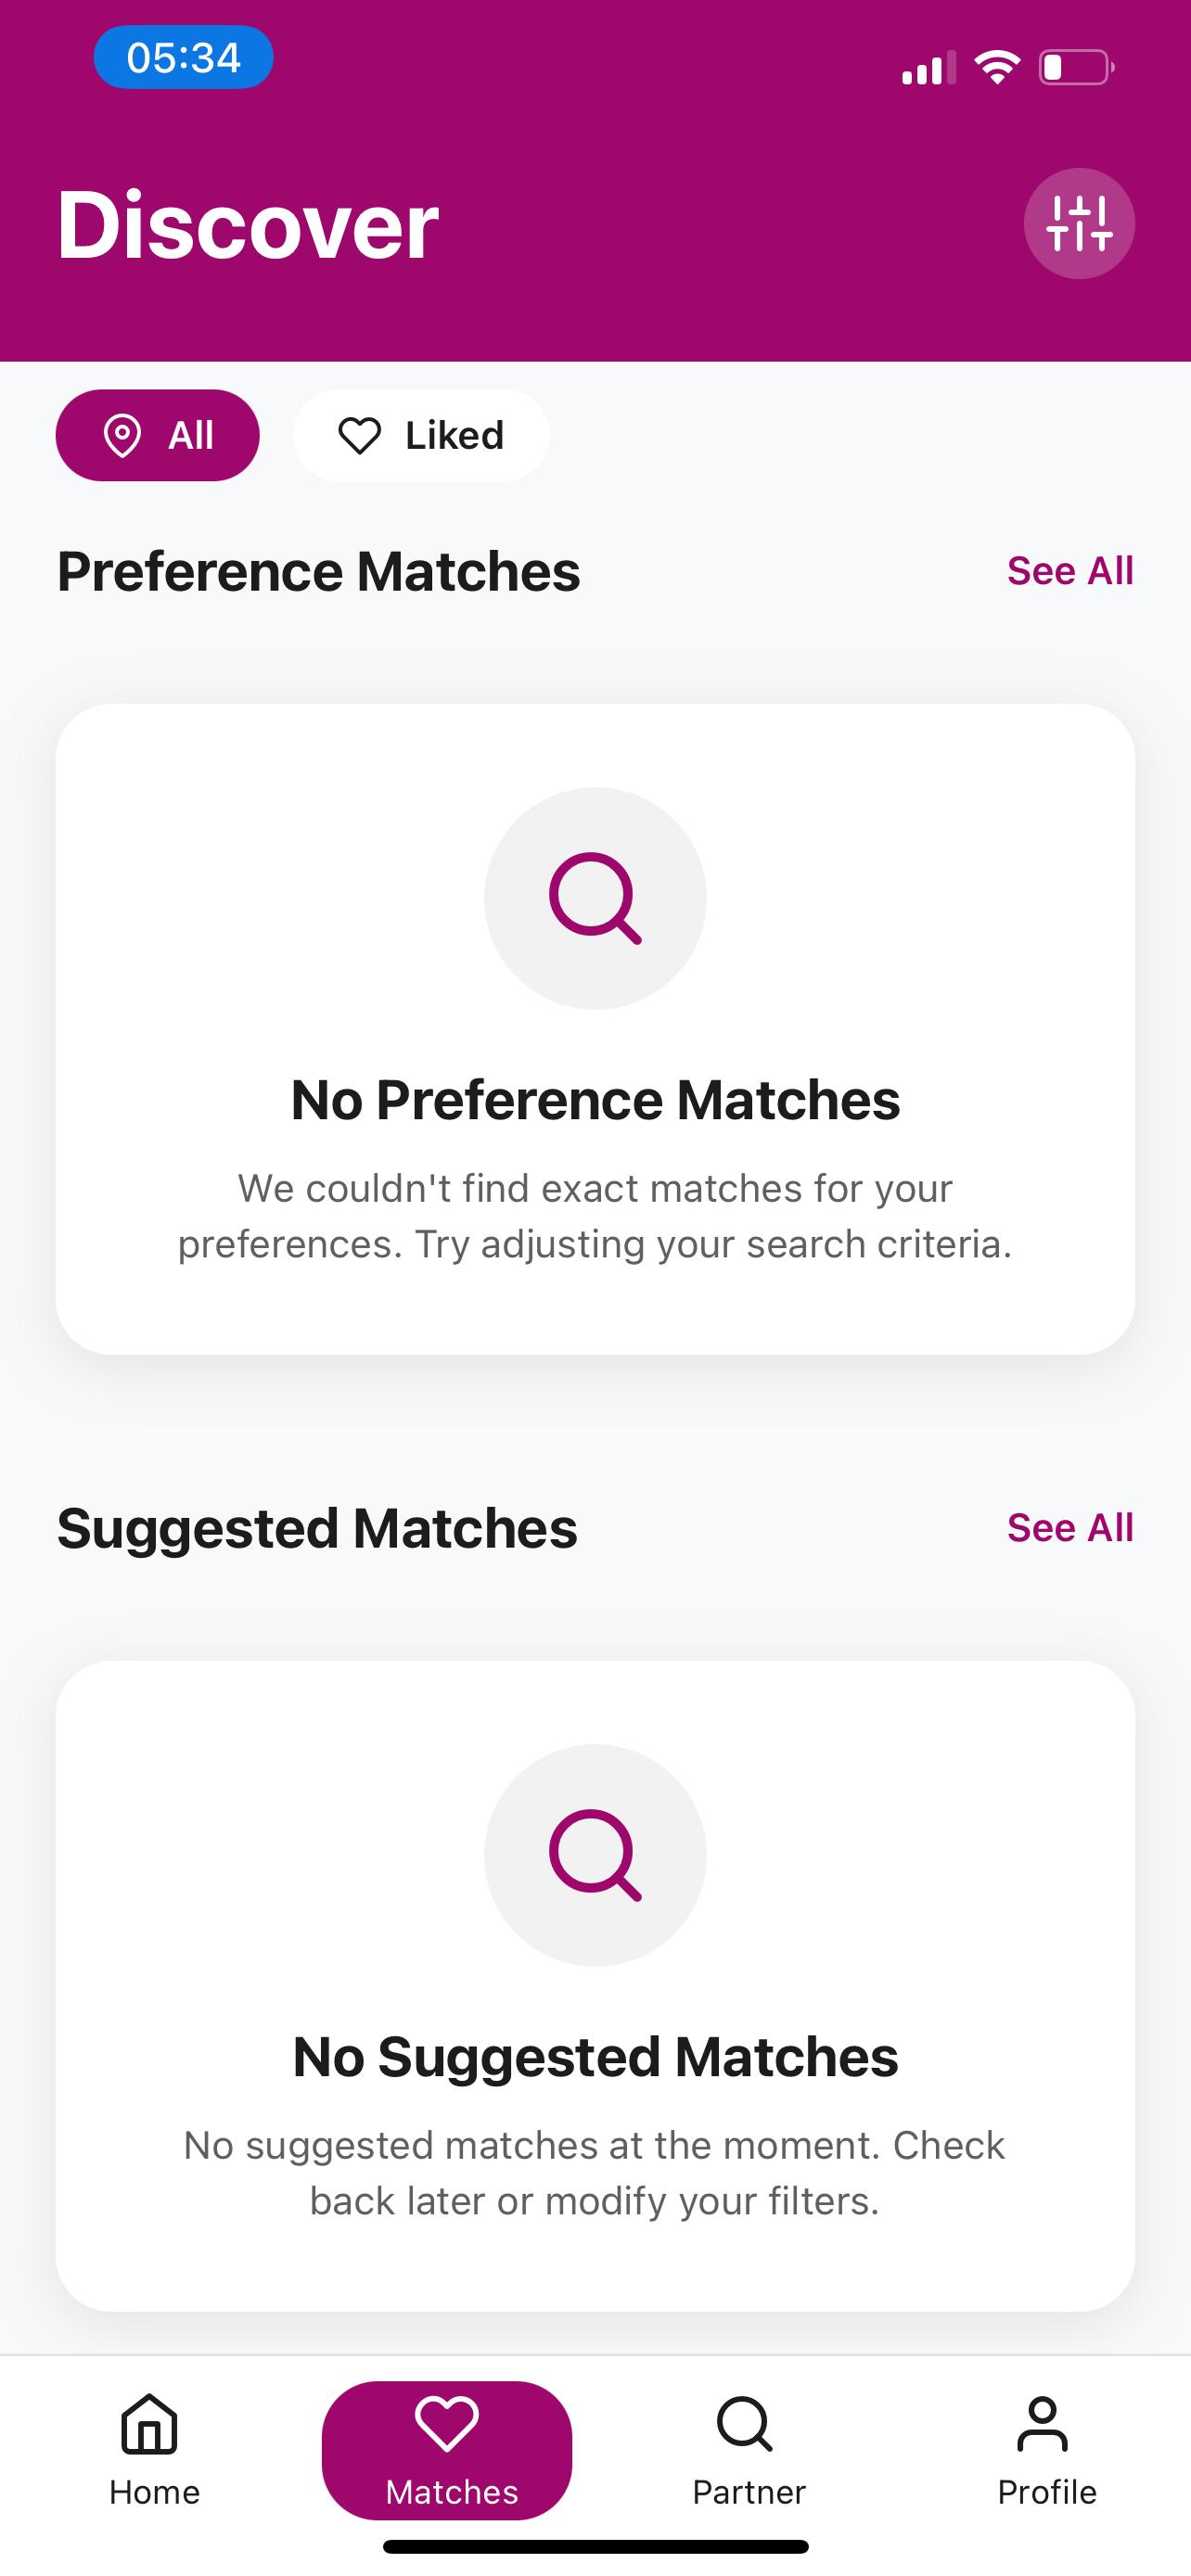 05:34
Discover
All
Liked
Preference Matches
See All
No Preference Matches
We couldn't find exact matches for your
preferences. Try adjusting your search criteria.
Suggested Matches
See All
No Suggested Matches
No suggested matches at the moment. Check
back later or modify your filters.
Home
Matches
Partner
Profile